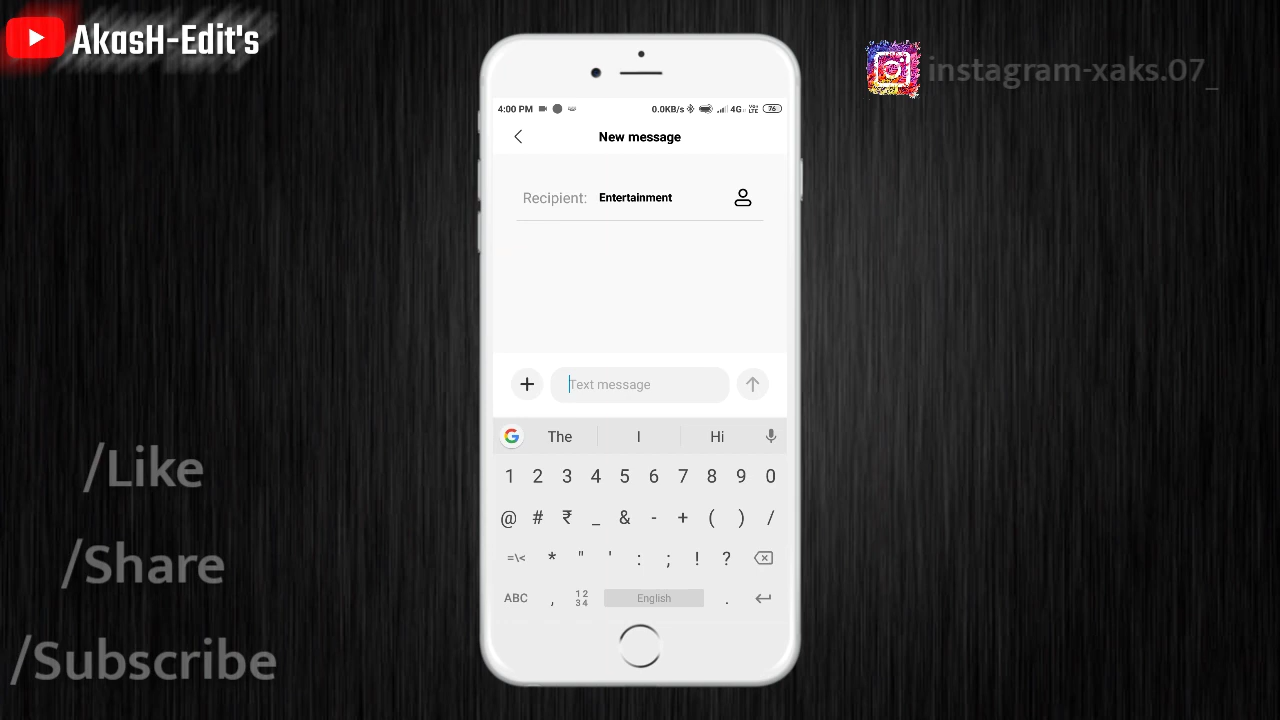 AkasH-Edit's
instagram-xaks.07_
4:00 PM 0.0KB/s 4G VoLTE 76
New message
Recipient: Entertainment
Text message
The I Hi
1 2 3 4 5 6 7 8 9 0
@ # ₹ _ & - + ( ) /
=\< * " ' : ; ! ?
ABC , 12 34 English .
/Like
/Share
/Subscribe